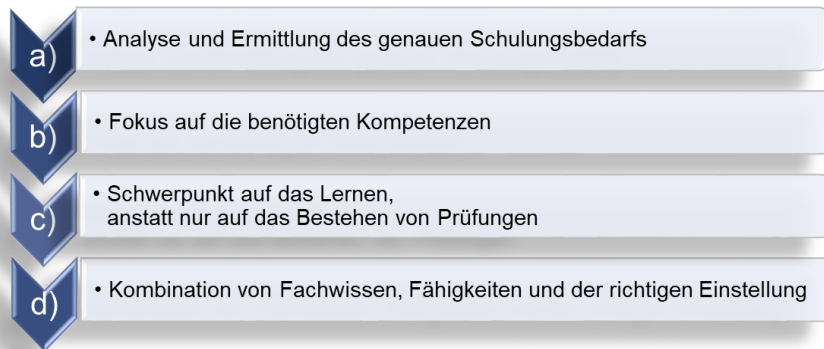 a) • Analyse und Ermittlung des genauen Schulungsbedarfs
b) • Fokus auf die benötigten Kompetenzen
c) • Schwerpunkt auf das Lernen,
anstatt nur auf das Bestehen von Prüfungen
d) • Kombination von Fachwissen, Fähigkeiten und der richtigen Einstellung